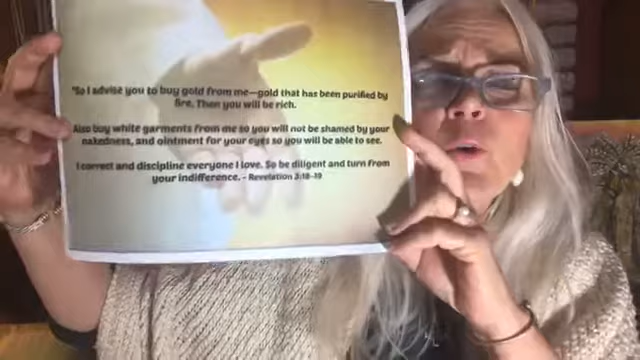 "So I advise you to buy gold from me—gold that has been purified by
fire. Then you will be rich.
Also buy white garments from me so you will not be shamed by your
nakedness, and ointment for your eyes so you will be able to see.
I correct and discipline everyone I love. So be diligent and turn from
your indifference. - Revelation 3:18-19